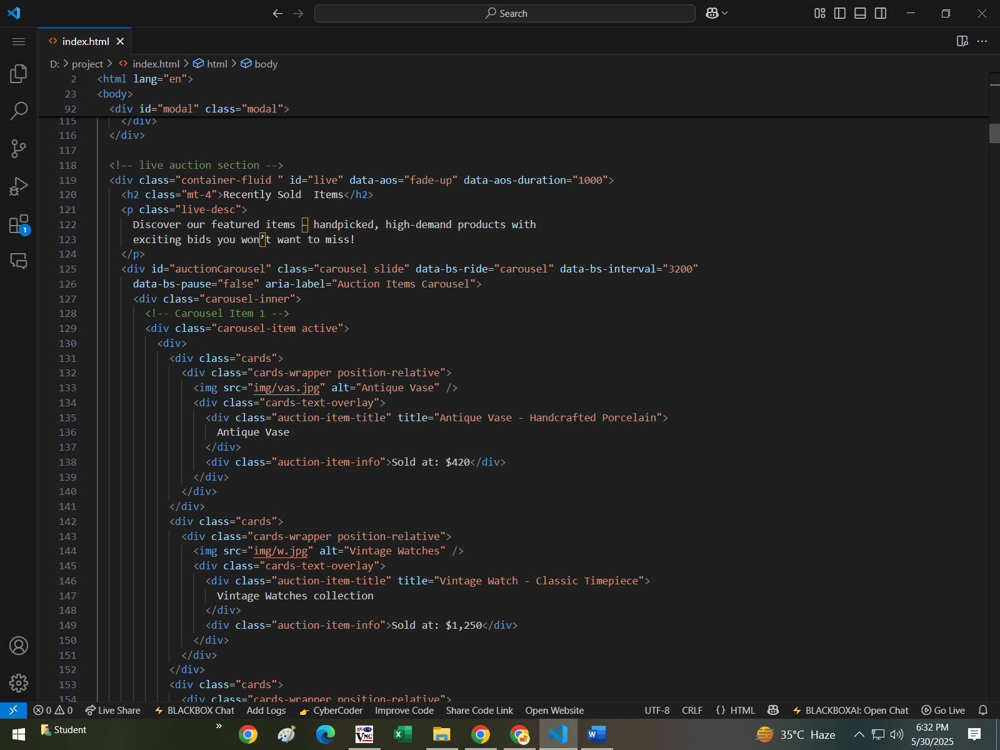 Search
index.html
D: > project > index.html > html > body
2 <html lang="en">
23 <body>
92 <div id="modal" class="modal">
115 </div>
116 </div>
117
118 <!-- live auction section -->
119 <div class="container-fluid " id="live" data-aos="fade-up" data-aos-duration="1000">
120 <h2 class="mt-4">Recently Sold  Items</h2>
121 <p class="live-desc">
122 Discover our featured items – handpicked, high-demand products with
123 exciting bids you won’t want to miss!
124 </p>
125 <div id="auctionCarousel" class="carousel slide" data-bs-ride="carousel" data-bs-interval="3200"
126 data-bs-pause="false" aria-label="Auction Items Carousel">
127 <div class="carousel-inner">
128 <!-- Carousel Item 1 -->
129 <div class="carousel-item active">
130 <div>
131 <div class="cards">
132 <div class="cards-wrapper position-relative">
133 <img src="img/vas.jpg" alt="Antique Vase" />
134 <div class="cards-text-overlay">
135 <div class="auction-item-title" title="Antique Vase - Handcrafted Porcelain">
136 Antique Vase
137 </div>
138 <div class="auction-item-info">Sold at: $420</div>
139 </div>
140 </div>
141 </div>
142 <div class="cards">
143 <div class="cards-wrapper position-relative">
144 <img src="img/w.jpg" alt="Vintage Watches" />
145 <div class="cards-text-overlay">
146 <div class="auction-item-title" title="Vintage Watch - Classic Timepiece">
147 Vintage Watches collection
148 </div>
149 <div class="auction-item-info">Sold at: $1,250</div>
150 </div>
151 </div>
152 </div>
153 <div class="cards">
154 <div class="cards-wrapper position-relative">
1
0 0 Live Share BLACKBOX Chat Add Logs CyberCoder Improve Code Share Code Link Open Website UTF-8 CRLF {} HTML BLACKBOXAI: Open Chat Go Live
Student » VNC 35°C Haze 6:32 PM
5/30/2025